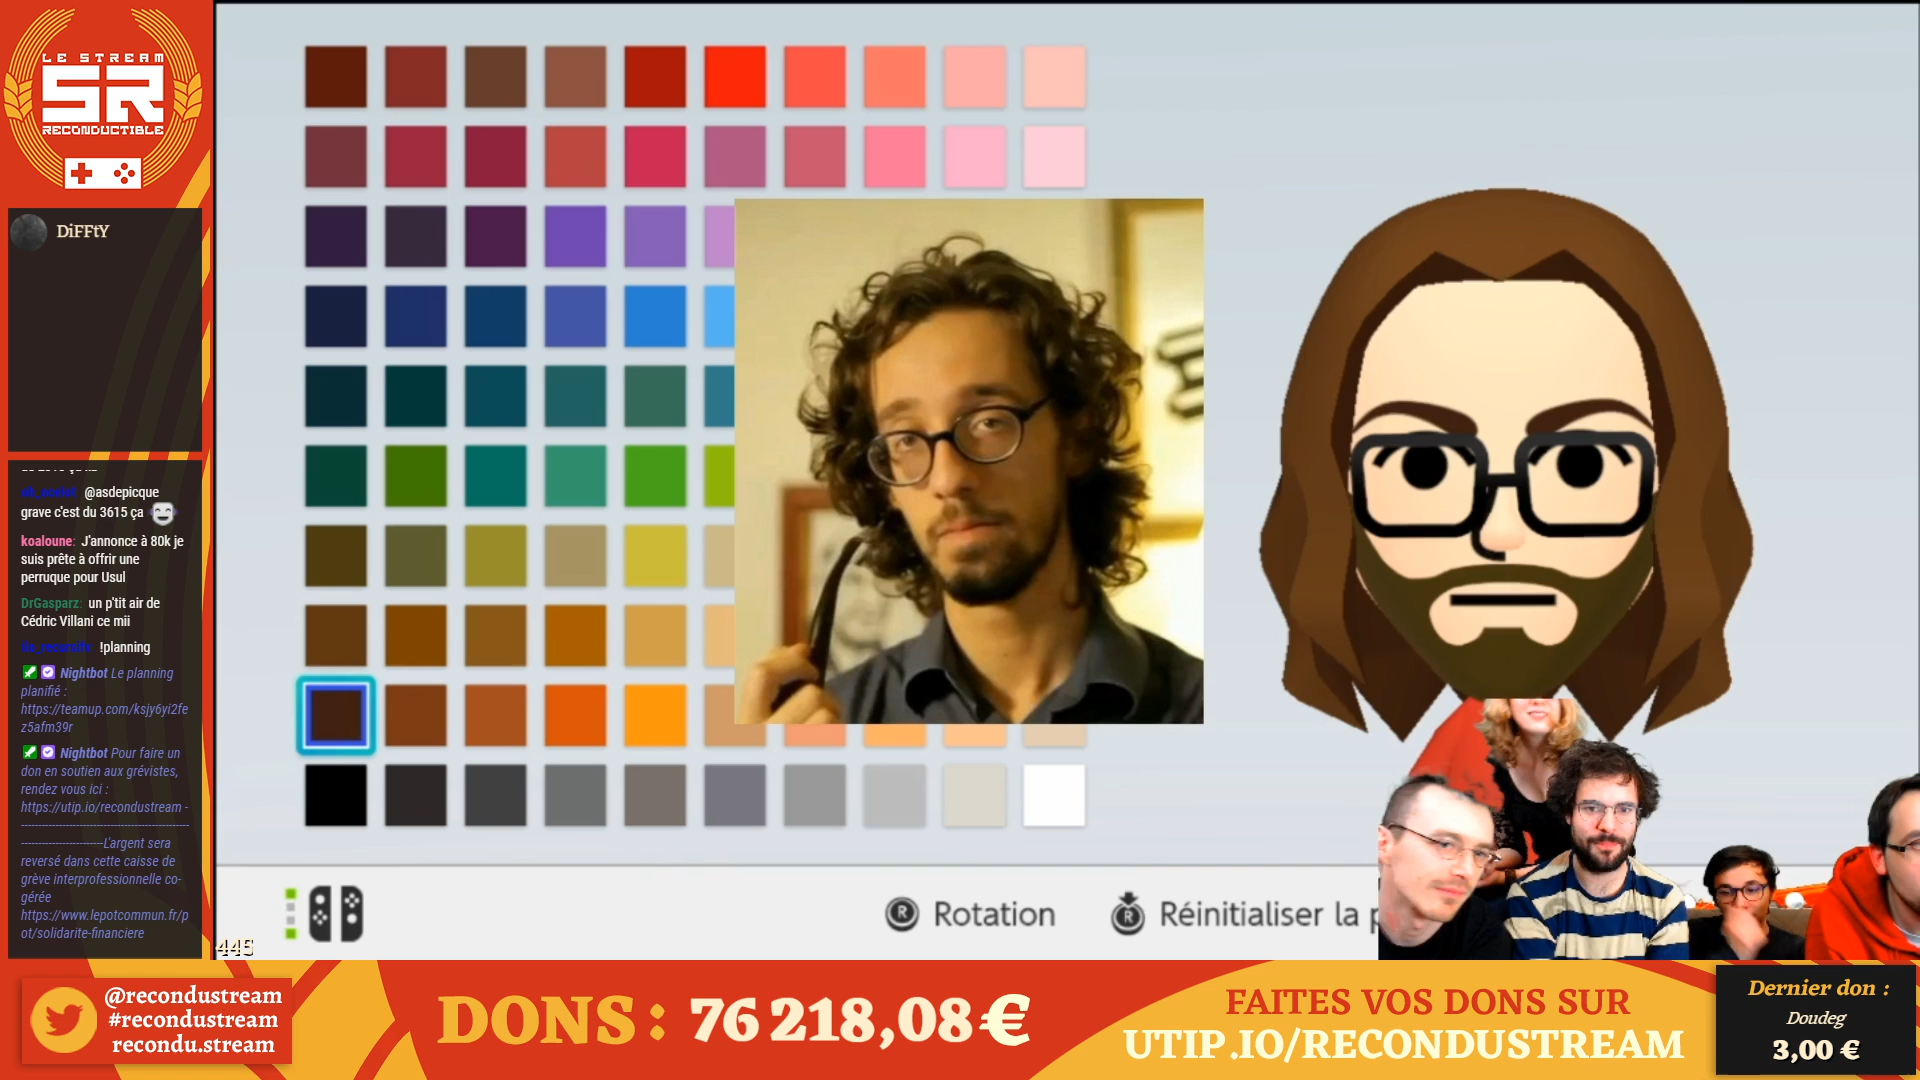 LE STREAM
SR
RECONDUCTIBLE
DiFFtY
@asdepicque
grave c'est du 3615 ça
koaloune: J'annonce à 80k je
suis prête à offrir une
perruque pour Usul
DrGasparz: un p'tit air de
Cédric Villani ce mii
!planning
Nightbot Le planning
planifié :
https://teamup.com/ksjy6yi2fe
z5afm39r
Nightbot Pour faire un
don en soutien aux grévistes,
rendez vous ici :
https://utip.io/recondustream -
-----------------------------------------------
-----------------------L'argent sera
reversé dans cette caisse de
grève interprofessionnelle co-
gérée
https://www.lepotcommun.fr/p
ot/solidarite-financiere
445
R Rotation
R Réinitialiser la p
@recondustream
#recondustream
recondu.stream
DONS : 76 218,08 €
FAITES VOS DONS SUR
UTIP.IO/RECONDUSTREAM
Dernier don :
Doudeg
3,00 €